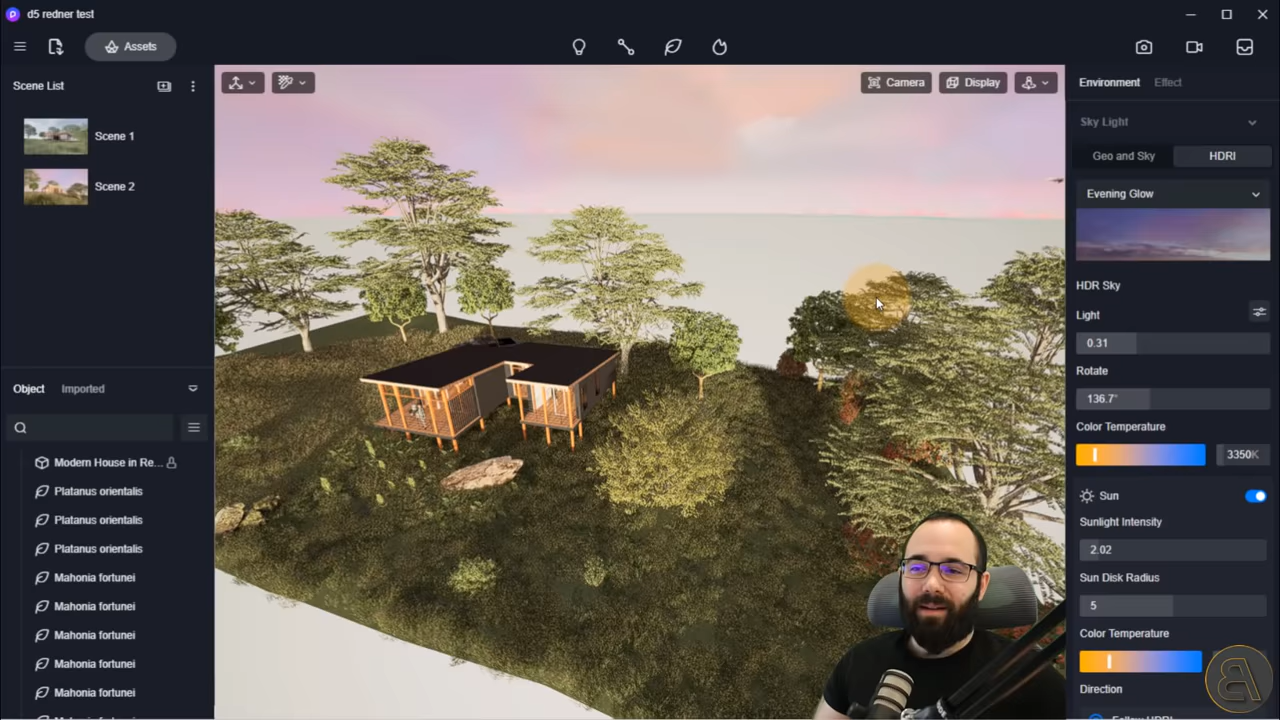 d5 redner test
Assets
Scene List
Scene 1
Scene 2
Object
Imported
Modern House in Re...
Platanus orientalis
Platanus orientalis
Platanus orientalis
Mahonia fortunei
Mahonia fortunei
Mahonia fortunei
Mahonia fortunei
Mahonia fortunei
Camera
Display
Environment
Effect
Sky Light
Geo and Sky
HDRI
Evening Glow
HDR Sky
Light
0.31
Rotate
136.7°
Color Temperature
3350K
Sun
Sunlight Intensity
2.02
Sun Disk Radius
5
Color Temperature
Direction
Follow HDRI